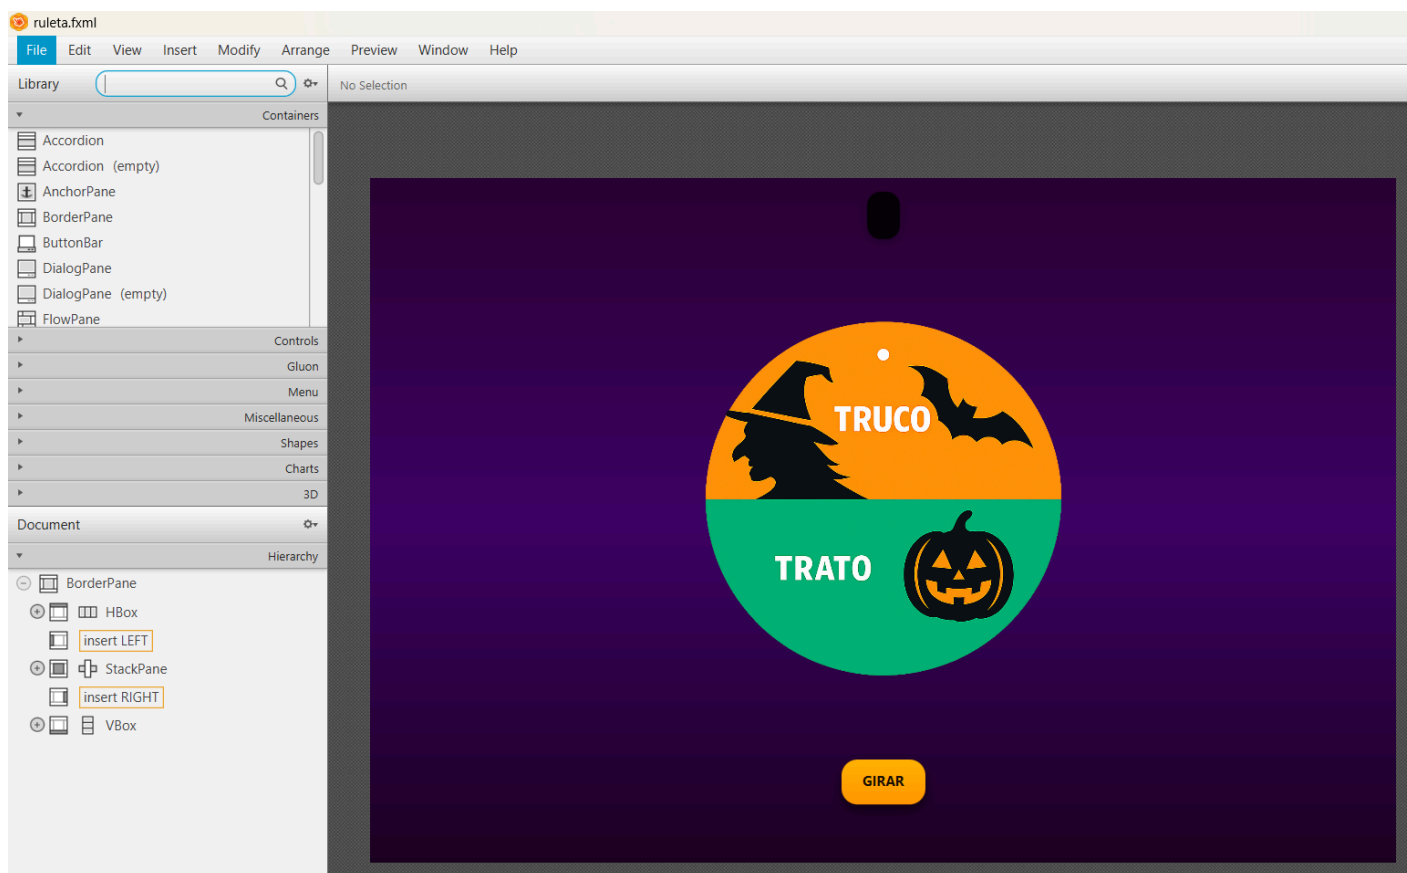 ruleta.fxml
File Edit View Insert Modify Arrange Preview Window Help
Library
No Selection
Containers
Accordion
Accordion (empty)
AnchorPane
BorderPane
ButtonBar
DialogPane
DialogPane (empty)
FlowPane
Controls
Gluon
Menu
Miscellaneous
Shapes
Charts
3D
Document
Hierarchy
BorderPane
HBox
insert LEFT
StackPane
insert RIGHT
VBox
TRUCO
TRATO
GIRAR